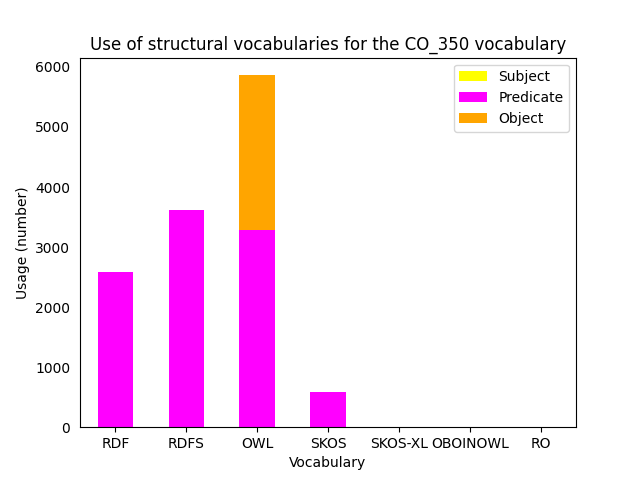 Use of structural vocabularies for the CO_350 vocabulary
Subject
Predicate
Object
6000
5000
4000
3000
2000
1000
0
Usage (number)
RDF RDFS OWL SKOS SKOS-XL OBOINOWL RO
Vocabulary